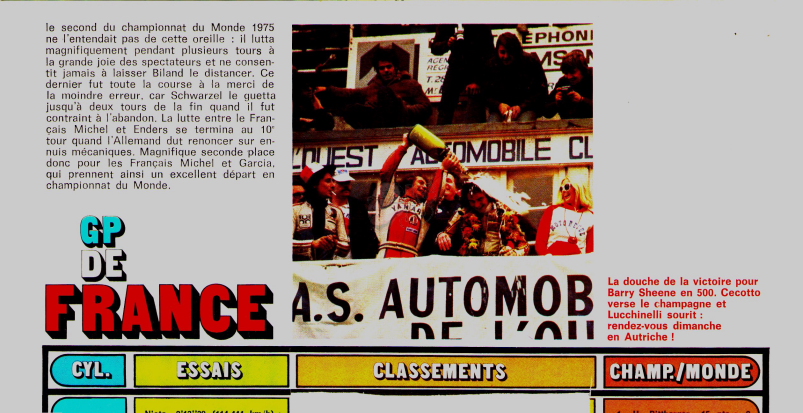 le second du championnat du Monde 1975
ne l'entendait pas de cette oreille : il lutta
magnifiquement pendant plusieurs tours à
la grande joie des spectateurs et ne consen-
tit jamais à laisser Biland le distancer. Ce
dernier fut toute la course à la merci de
la moindre erreur, car Schwarzel le guetta
jusqu'à deux tours de la fin quand il fut
contraint à l'abandon. La lutte entre le Fran-
çais Michel et Enders se termina au 10e
tour quand l'Allemand dut renoncer sur en-
nuis mécaniques. Magnifique seconde place
donc pour les Français Michel et Garcia,
qui prennent ainsi un excellent départ en
championnat du Monde.
GP
DE
FRANCE
EPHONI
L'OUEST AUTOMOBILE CL
A.S. AUTOMOB
DE L'OU
La douche de la victoire pour
Barry Sheene en 500. Cecotto
verse le champagne et
Lucchinelli sourit :
rendez-vous dimanche
en Autriche !
CYL. ESSAIS CLASSEMENTS CHAMP./MONDE